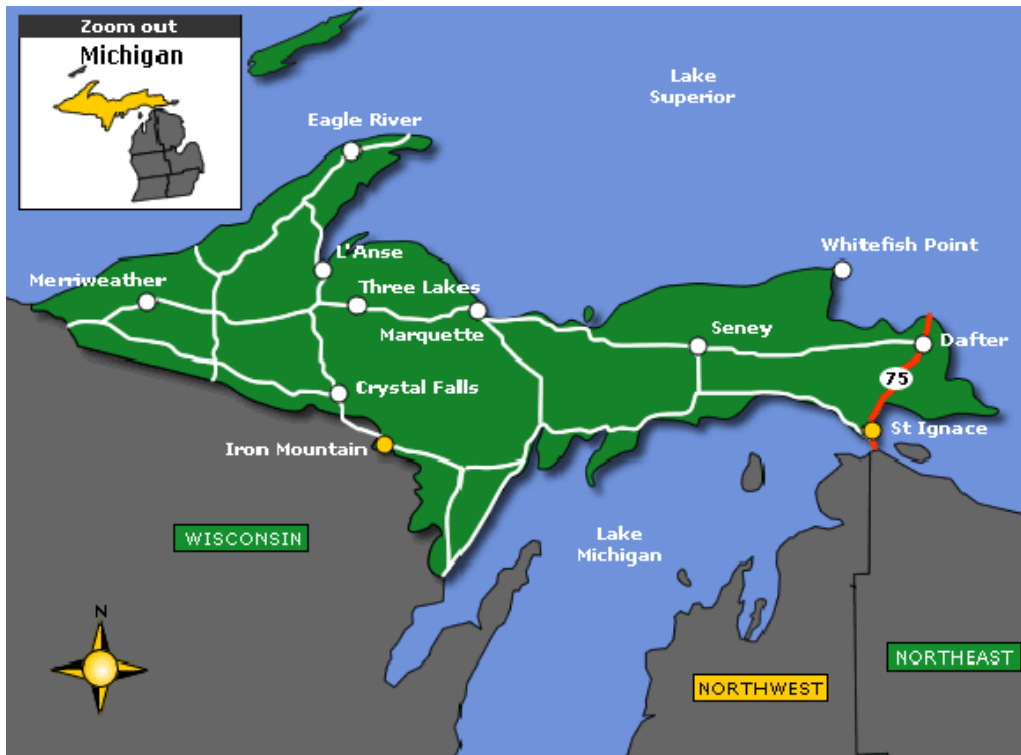 Zoom out
Michigan
Lake
Superior
Eagle River
Whitefish Point
L'Anse
Merriweather
Three Lakes
Marquette
Seney
Dafter
75
Crystal Falls
St Ignace
Iron Mountain
WISCONSIN
Lake
Michigan
N
NORTHEAST
NORTHWEST